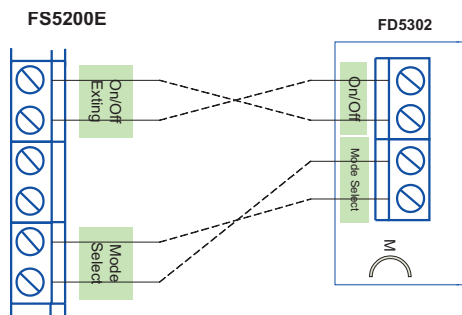 FS5200E
FD5302
On/Off
Exting
On/Off
Mode Select
Mode
Select
M